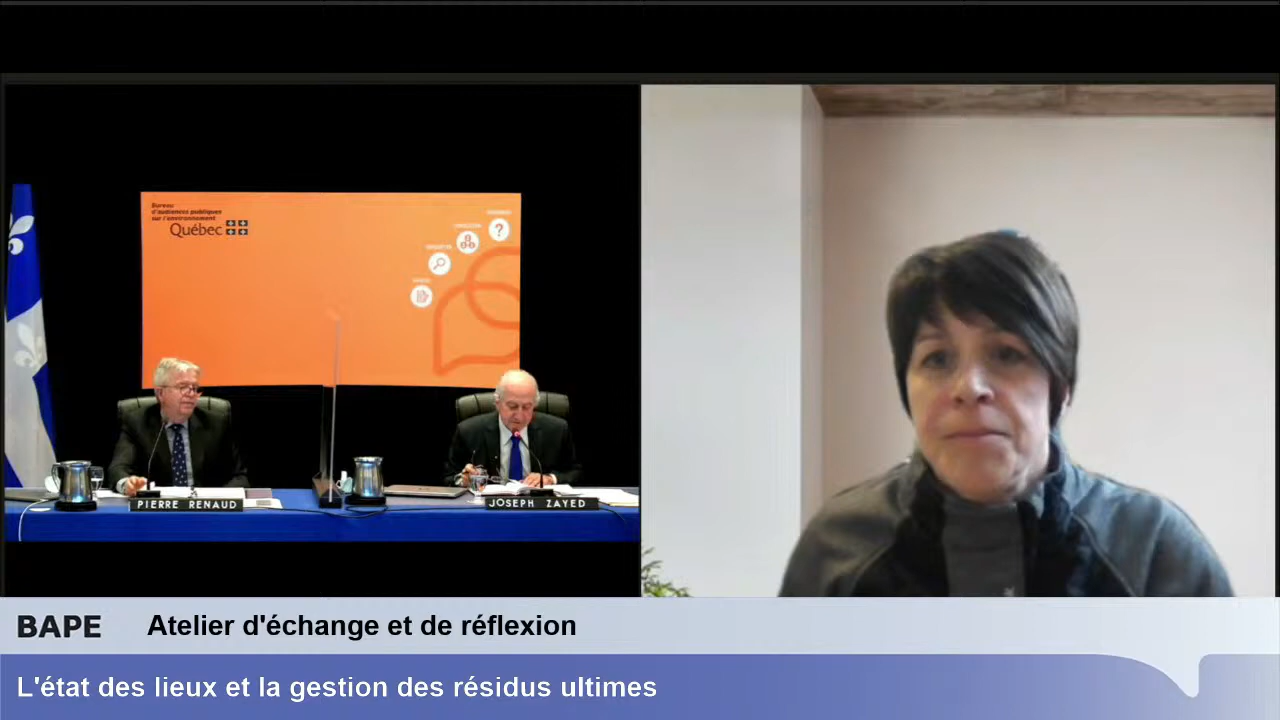 Bureau
d'audiences publiques
sur l'environnement
Québec
?
PIERRE RENAUD
JOSEPH ZAYED
BAPE
Atelier d'échange et de réflexion
L'état des lieux et la gestion des résidus ultimes